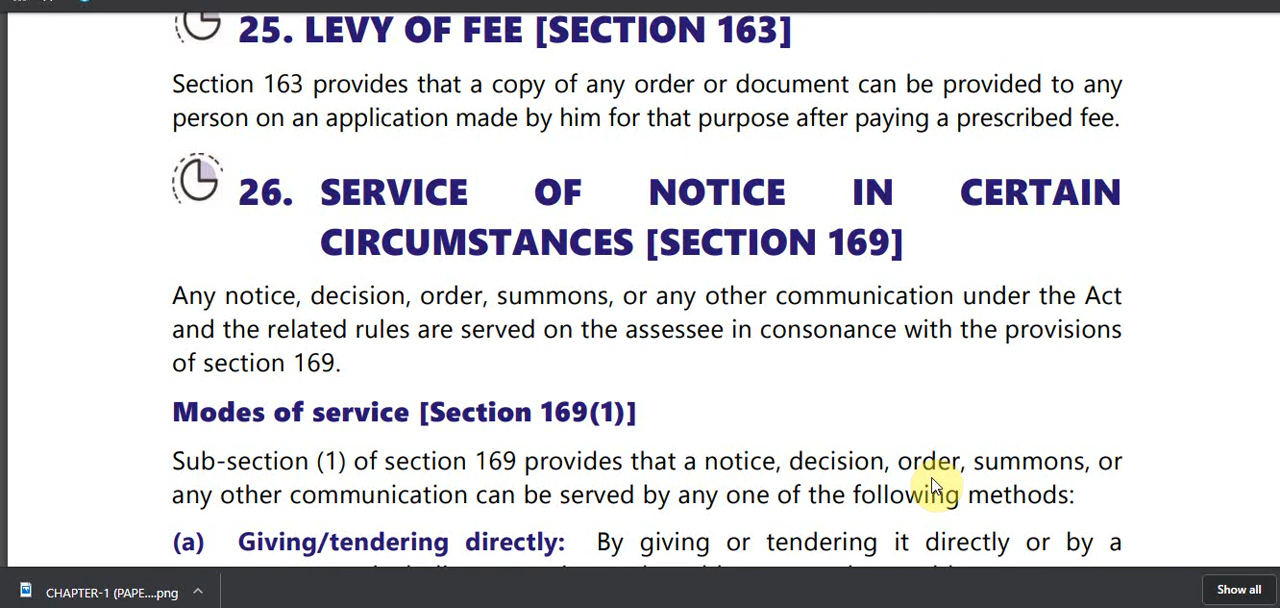 25. LEVY OF FEE [SECTION 163]
Section 163 provides that a copy of any order or document can be provided to any
person on an application made by him for that purpose after paying a prescribed fee.
26. SERVICE OF NOTICE IN CERTAIN
CIRCUMSTANCES [SECTION 169]
Any notice, decision, order, summons, or any other communication under the Act
and the related rules are served on the assessee in consonance with the provisions
of section 169.
Modes of service [Section 169(1)]
Sub-section (1) of section 169 provides that a notice, decision, order, summons, or
any other communication can be served by any one of the following methods:
(a) Giving/tendering directly: By giving or tendering it directly or by a
CHAPTER-1 (PAPE....png
Show all